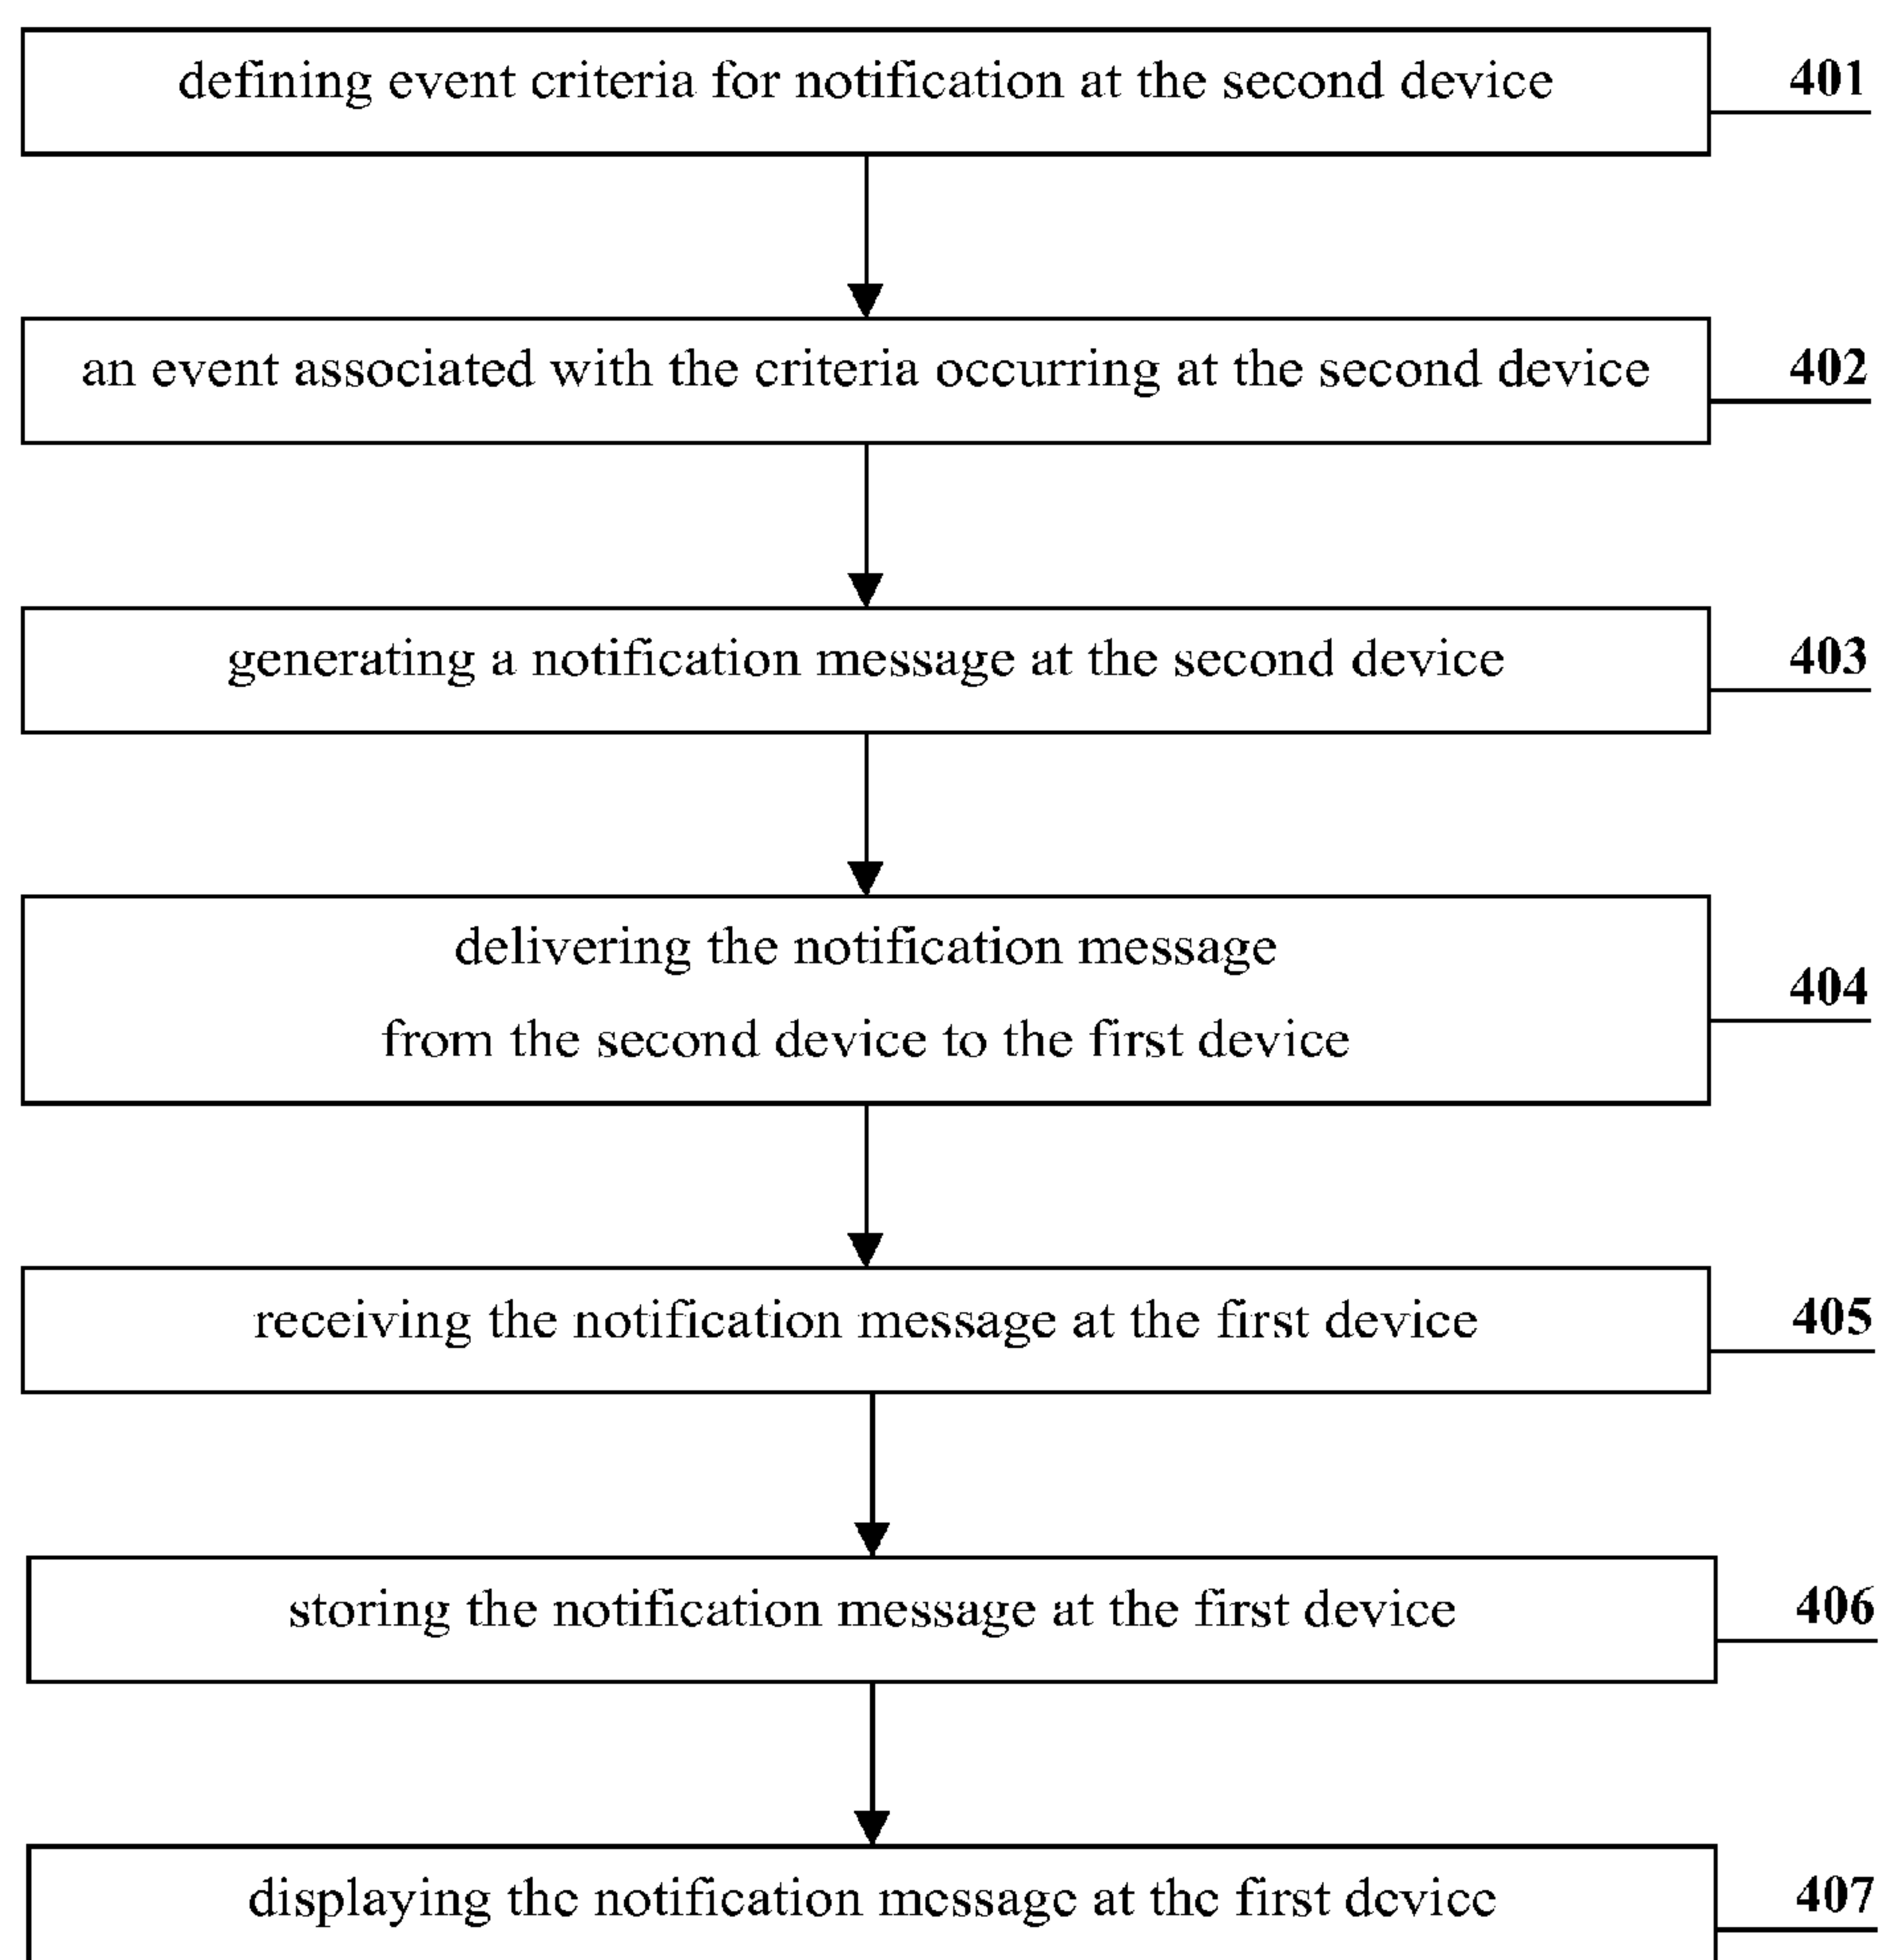 defining event criteria for notification at the second device 401
an event associated with the criteria occurring at the second device 402
generating a notification message at the second device 403
delivering the notification message
from the second device to the first device
404
receiving the notification message at the first device 405
storing the notification message at the first device 406
displaying the notification message at the first device 407